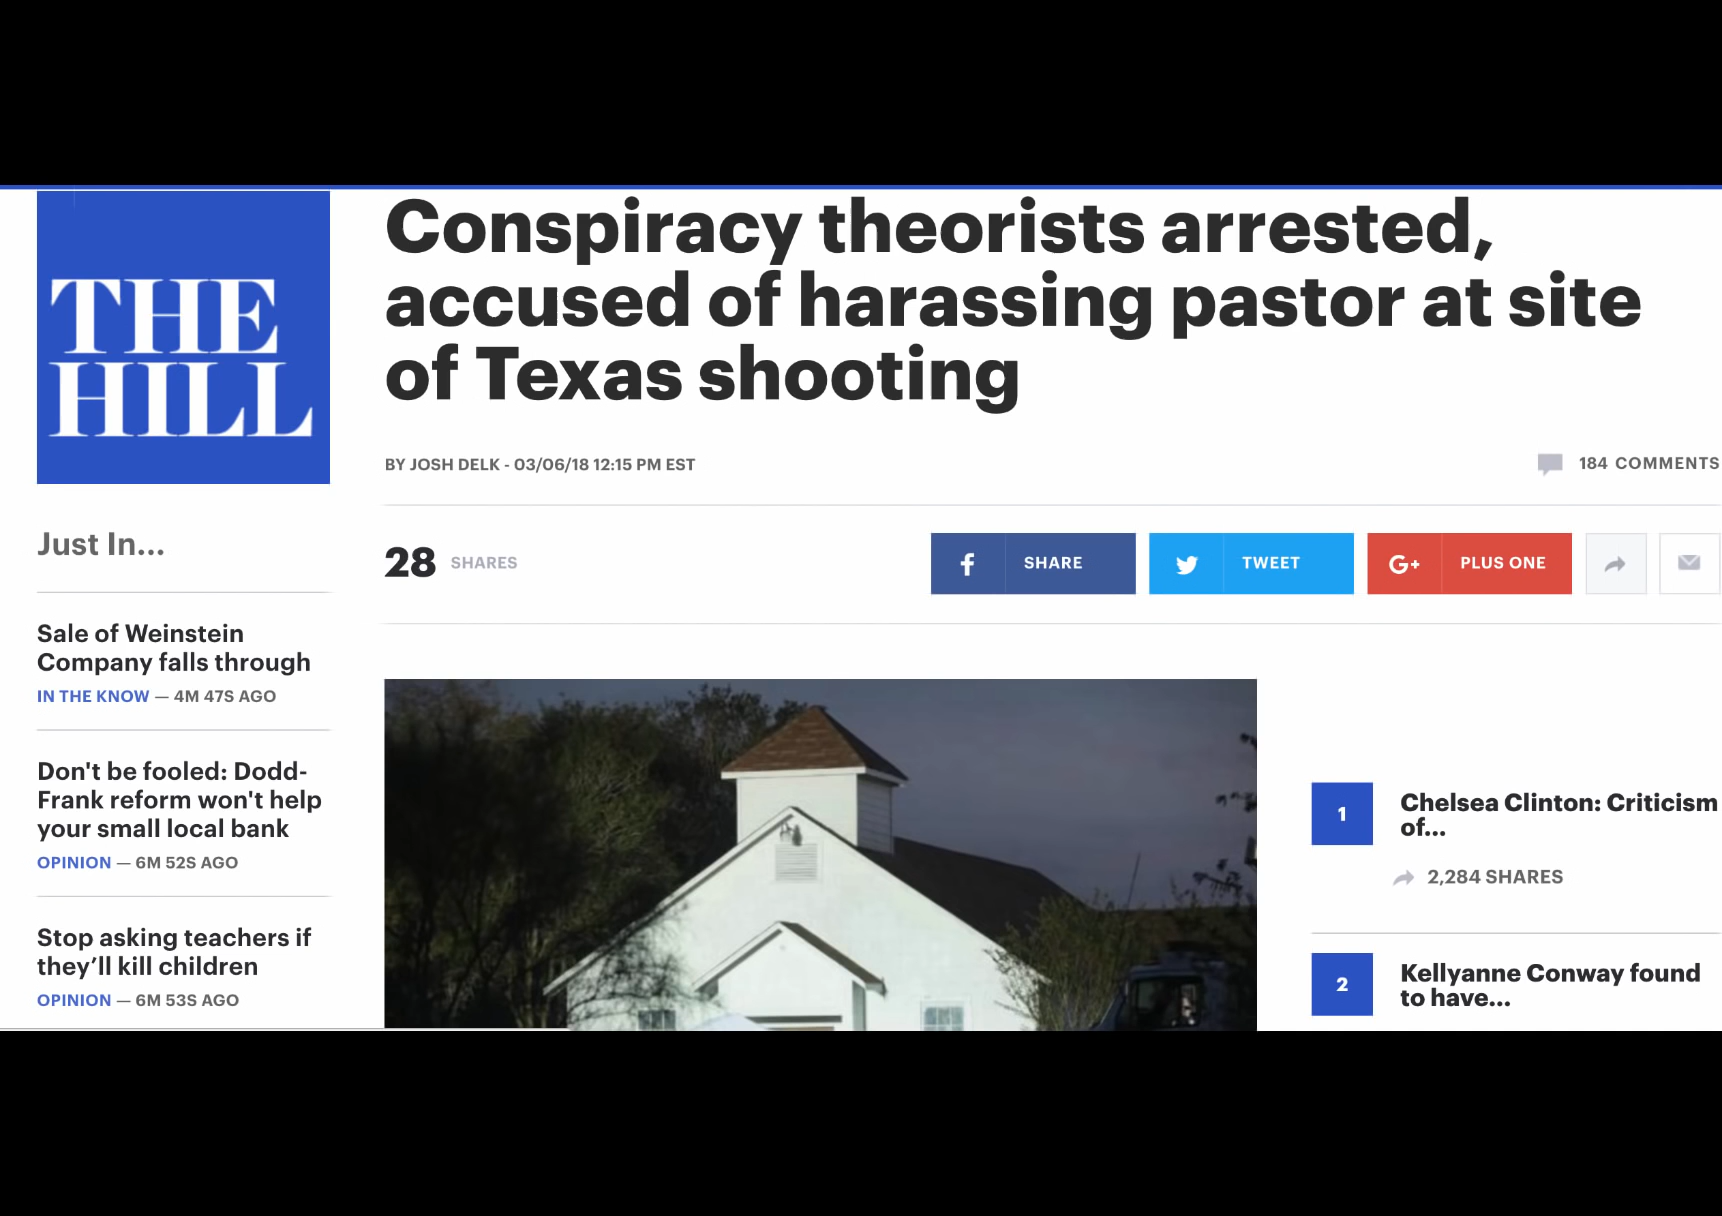 THE
HILL
Conspiracy theorists arrested,
accused of harassing pastor at site
of Texas shooting
BY JOSH DELK - 03/06/18 12:15 PM EST
184 COMMENTS
28 SHARES
f SHARE
TWEET
G+ PLUS ONE
Just In...
Sale of Weinstein
Company falls through
IN THE KNOW — 4M 47S AGO
Don't be fooled: Dodd-
Frank reform won't help
your small local bank
OPINION — 6M 52S AGO
Stop asking teachers if
they’ll kill children
OPINION — 6M 53S AGO
1
Chelsea Clinton: Criticism
of...
2,284 SHARES
2
Kellyanne Conway found
to have...